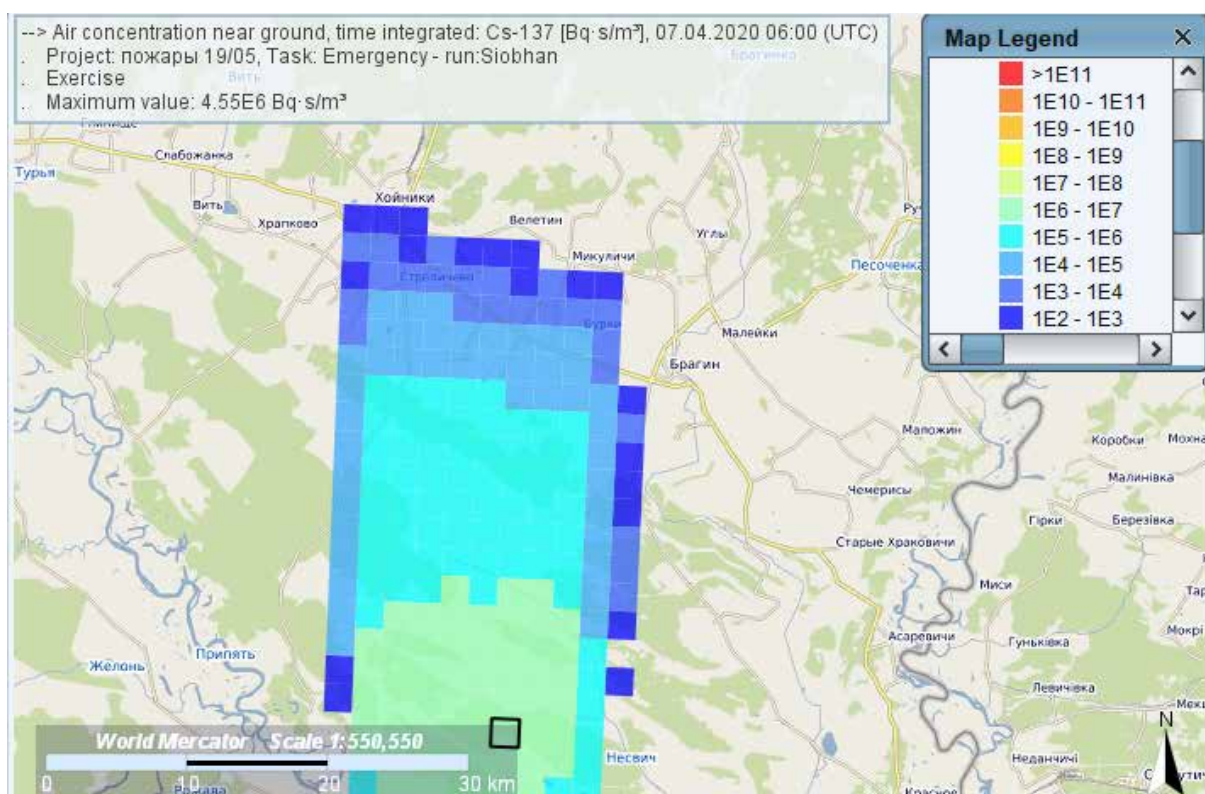 --> Air concentration near ground, time integrated: Cs-137 [Bq·s/m³], 07.04.2020 06:00 (UTC)
. Project: пожары 19/05, Task: Emergency - run:Siobhan
. Exercise
. Maximum value: 4.55E6 Bq·s/m³
Map Legend
>1E11
1E10 - 1E11
1E9 - 1E10
1E8 - 1E9
1E7 - 1E8
1E6 - 1E7
1E5 - 1E6
1E4 - 1E5
1E3 - 1E4
1E2 - 1E3
Вить
Брагинко
Слабожанка
Турья
Вить
Хойники
Храпково
Велетин
Углы
Микуличи
Песоченка
Стреличево
Бурки
Малейки
Брагин
Маложин
Коробки
Малинівка
Чемерисы
Гірки
Березівка
Старые Храковичи
Миси
Асаревичи
Гуньківка
Желонь
Припять
Левичівка
World Mercator Scale 1:550,550
0 10 20 30 km
Несвич
Неданчичі
N